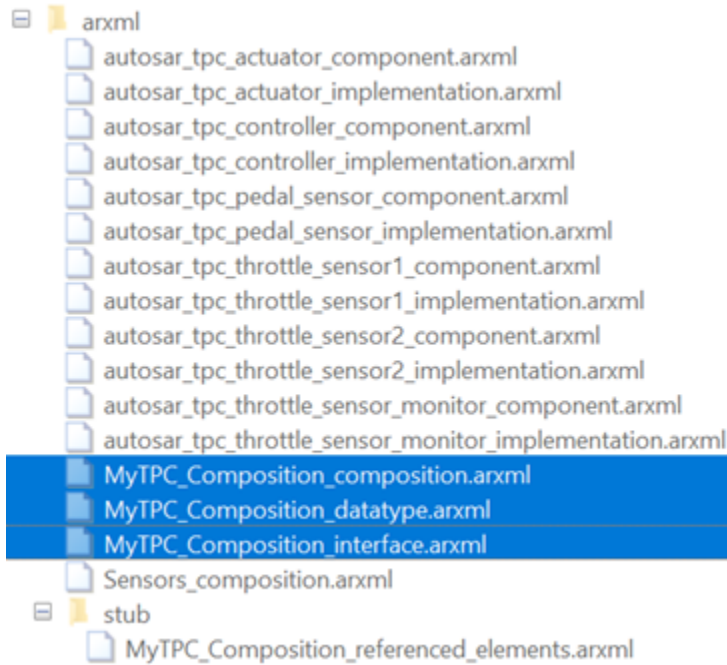 arxml
autosar_tpc_actuator_component.arxml
autosar_tpc_actuator_implementation.arxml
autosar_tpc_controller_component.arxml
autosar_tpc_controller_implementation.arxml
autosar_tpc_pedal_sensor_component.arxml
autosar_tpc_pedal_sensor_implementation.arxml
autosar_tpc_throttle_sensor1_component.arxml
autosar_tpc_throttle_sensor1_implementation.arxml
autosar_tpc_throttle_sensor2_component.arxml
autosar_tpc_throttle_sensor2_implementation.arxml
autosar_tpc_throttle_sensor_monitor_component.arxml
autosar_tpc_throttle_sensor_monitor_implementation.arxml
MyTPC_Composition_composition.arxml
MyTPC_Composition_datatype.arxml
MyTPC_Composition_interface.arxml
Sensors_composition.arxml
stub
MyTPC_Composition_referenced_elements.arxml